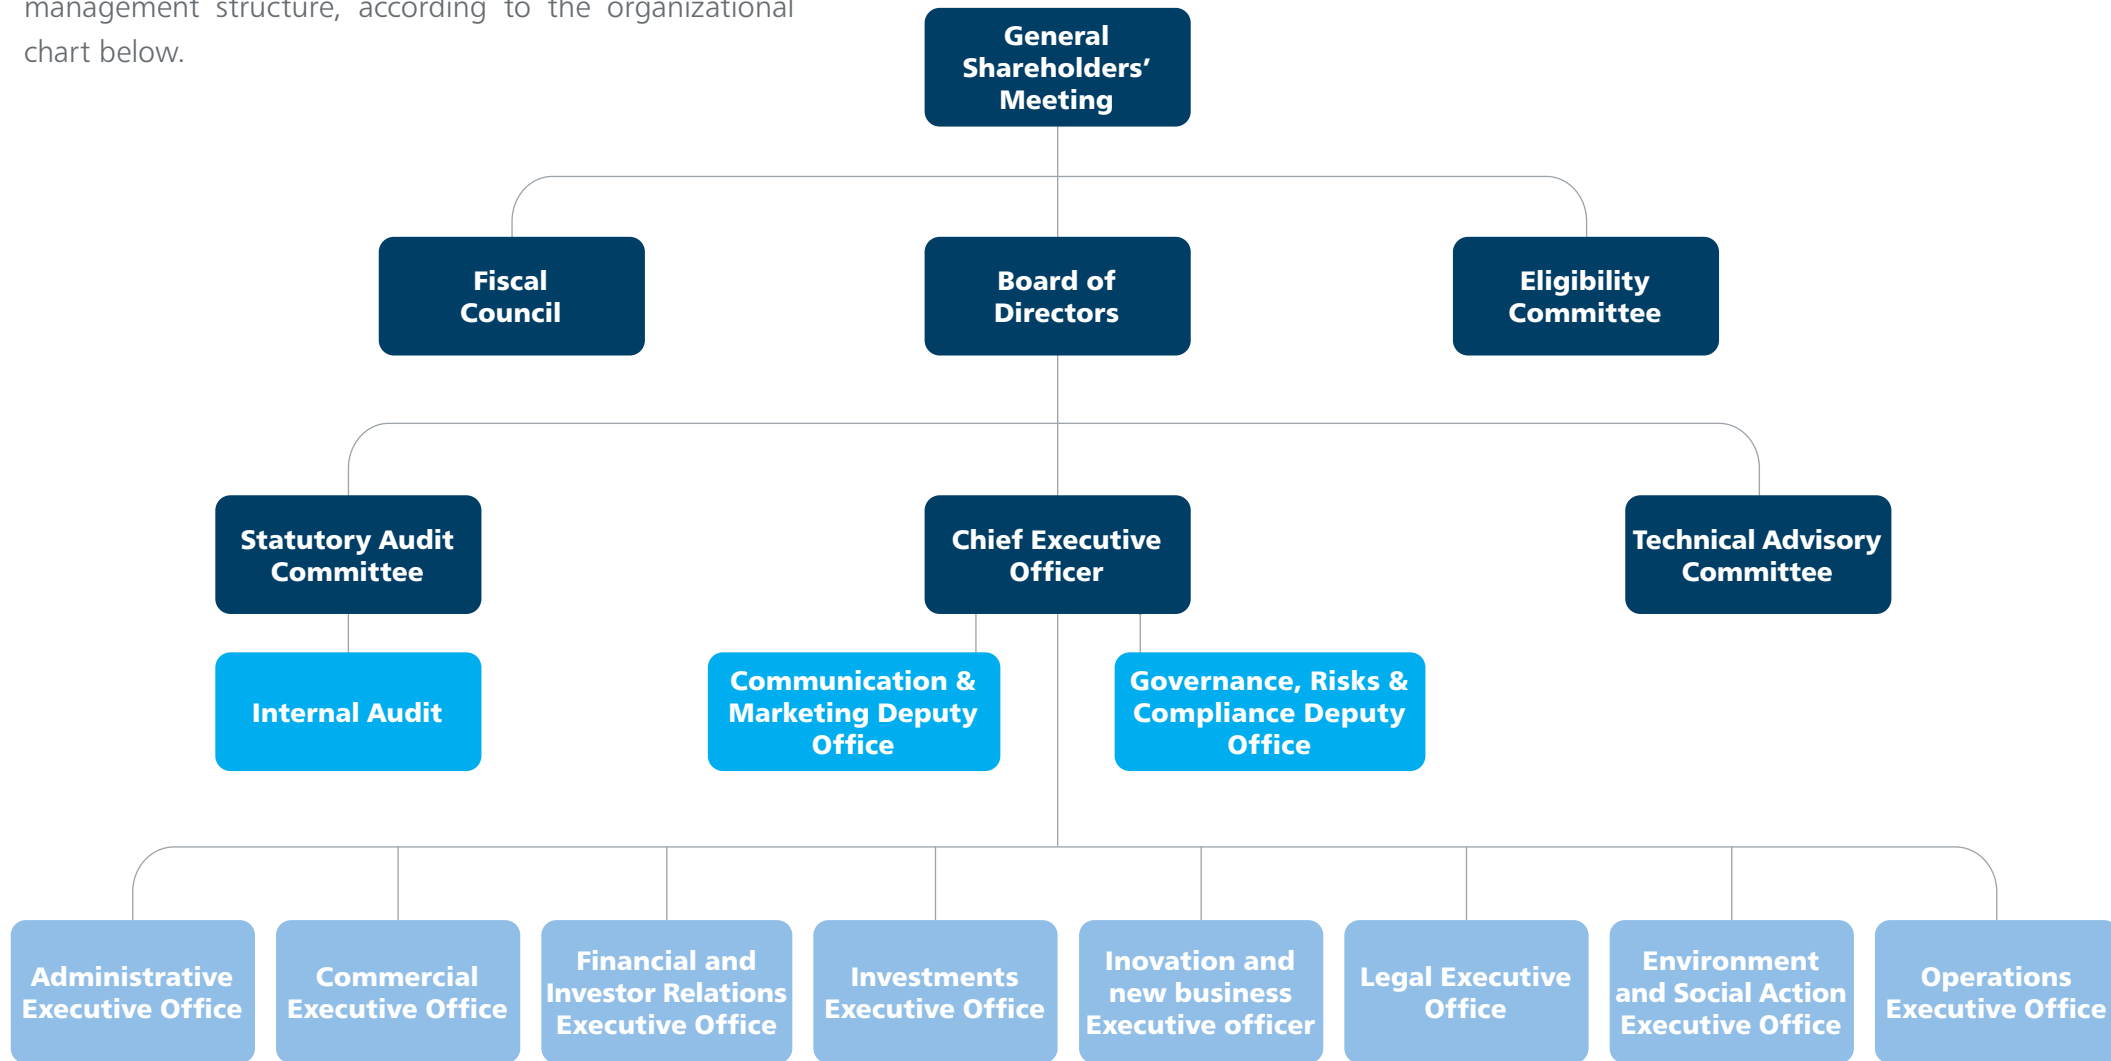 management structure, according to the organizational
chart below.
General
Shareholders’
Meeting
Fiscal
Council
Board of
Directors
Eligibility
Committee
Statutory Audit
Committee
Chief Executive
Officer
Technical Advisory
Committee
Internal Audit
Communication &
Marketing Deputy
Office
Governance, Risks &
Compliance Deputy
Office
Administrative
Executive Office
Commercial
Executive Office
Financial and
Investor Relations
Executive Office
Investments
Executive Office
Inovation and
new business
Executive officer
Legal Executive
Office
Environment
and Social Action
Executive Office
Operations
Executive Office